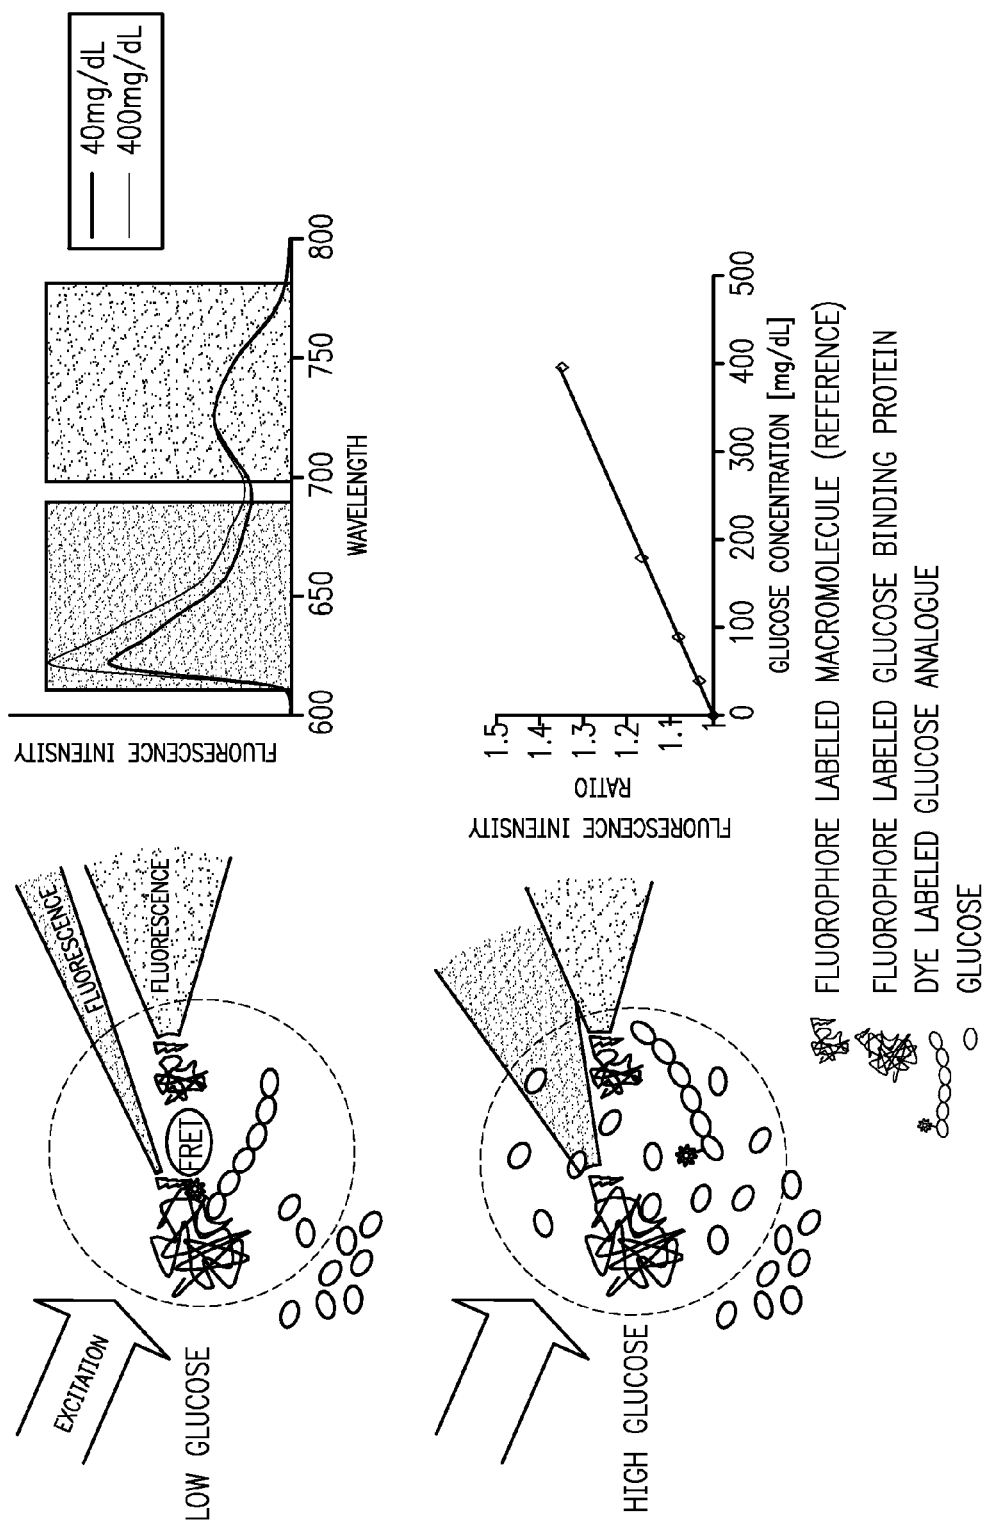 EXCITATION
LOW GLUCOSE
FLUORESCENCE
FLUORESCENCE
FRET
FLUORESCENCE INTENSITY
600
650
700
750
800
WAVELENGTH
40mg/dL
400mg/dL
HIGH GLUCOSE
FLUORESCENCE INTENSITY
RATIO
1.5
1.4
1.3
1.2
1.1
1
0
100
200
300
400
500
GLUCOSE CONCENTRATION [mg/dL]
FLUOROPHORE LABELED MACROMOLECULE (REFERENCE)
FLUOROPHORE LABELED GLUCOSE BINDING PROTEIN
DYE LABELED GLUCOSE ANALOGUE
GLUCOSE